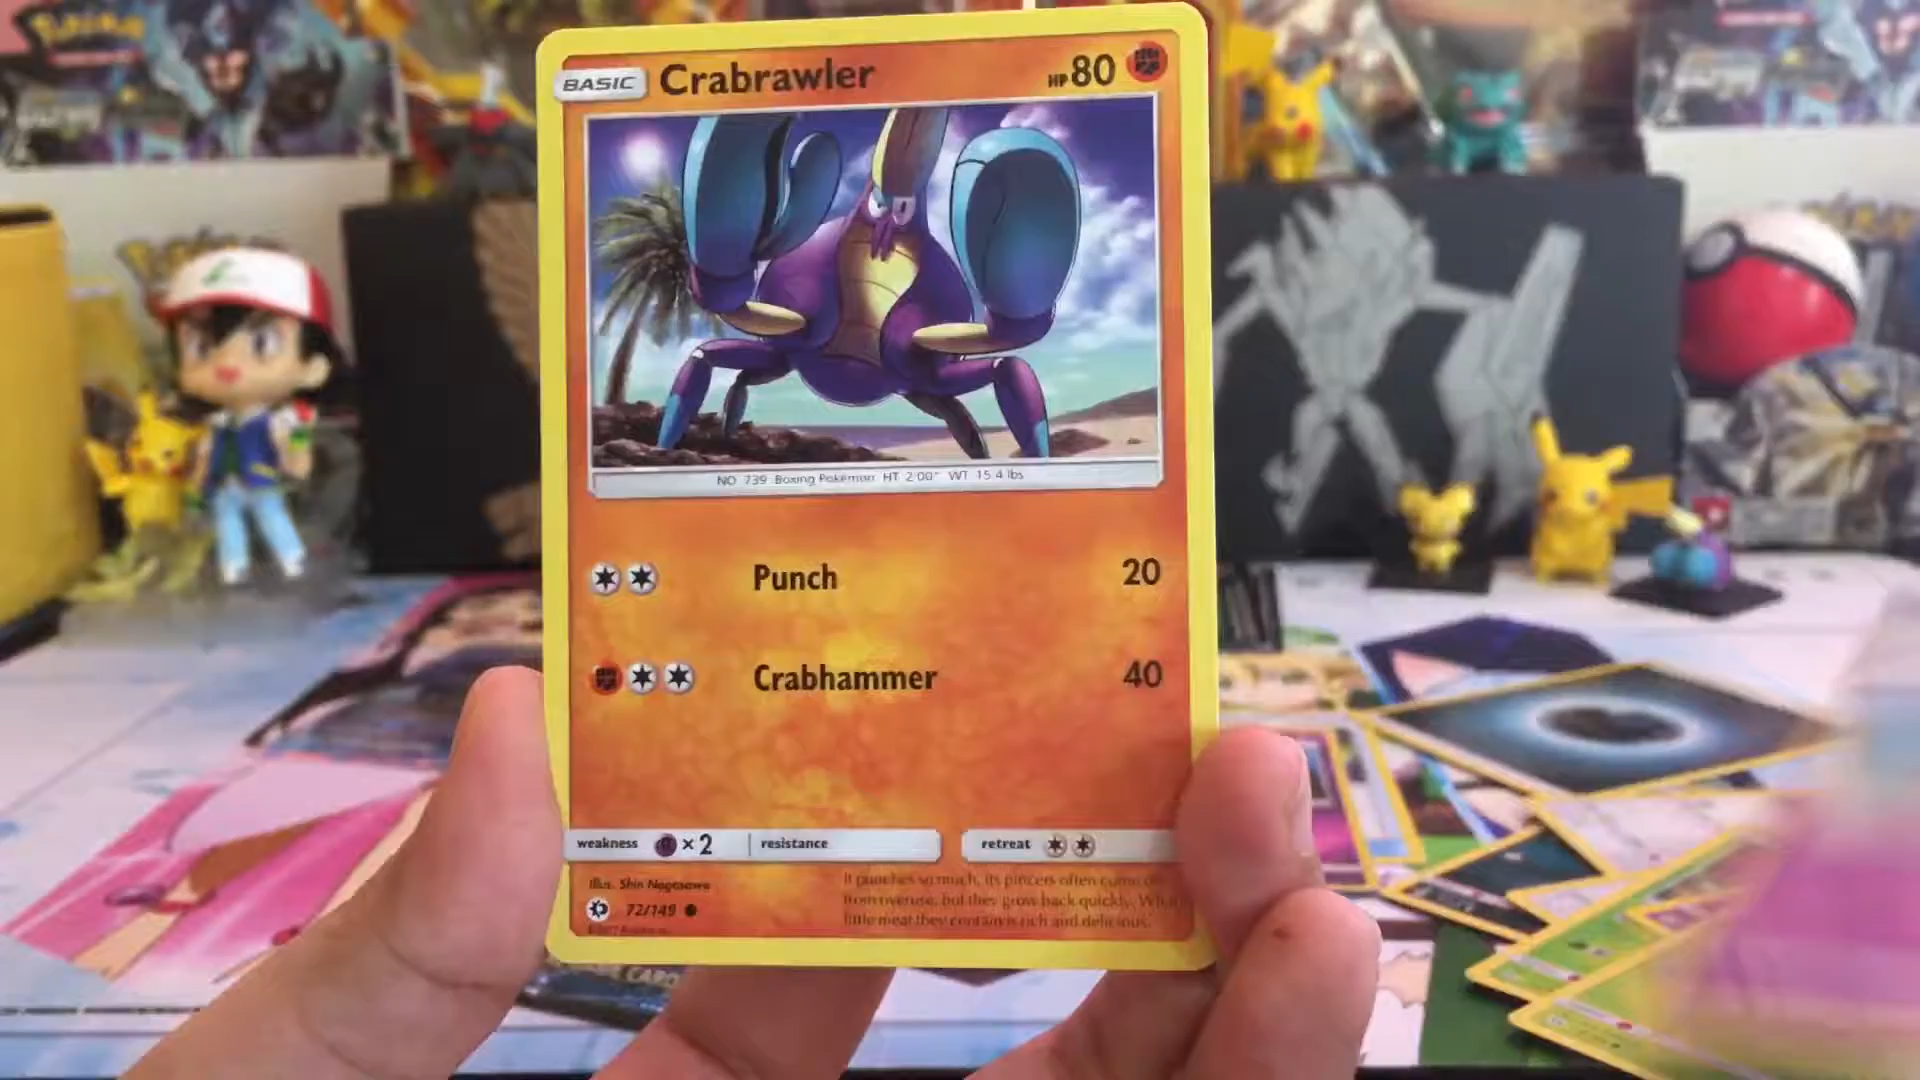 BASIC Crabrawler HP 80
NO. 739 Boxing Pokémon HT 2'00" WT 15.4 lbs
Punch 20
Crabhammer 40
weakness ×2 resistance retreat
Illus. Shin Nagasawa
72/149
It punches so much, its pincers often come
from overuse, but they grow back quickly.
little meat they contain is rich and delicious.